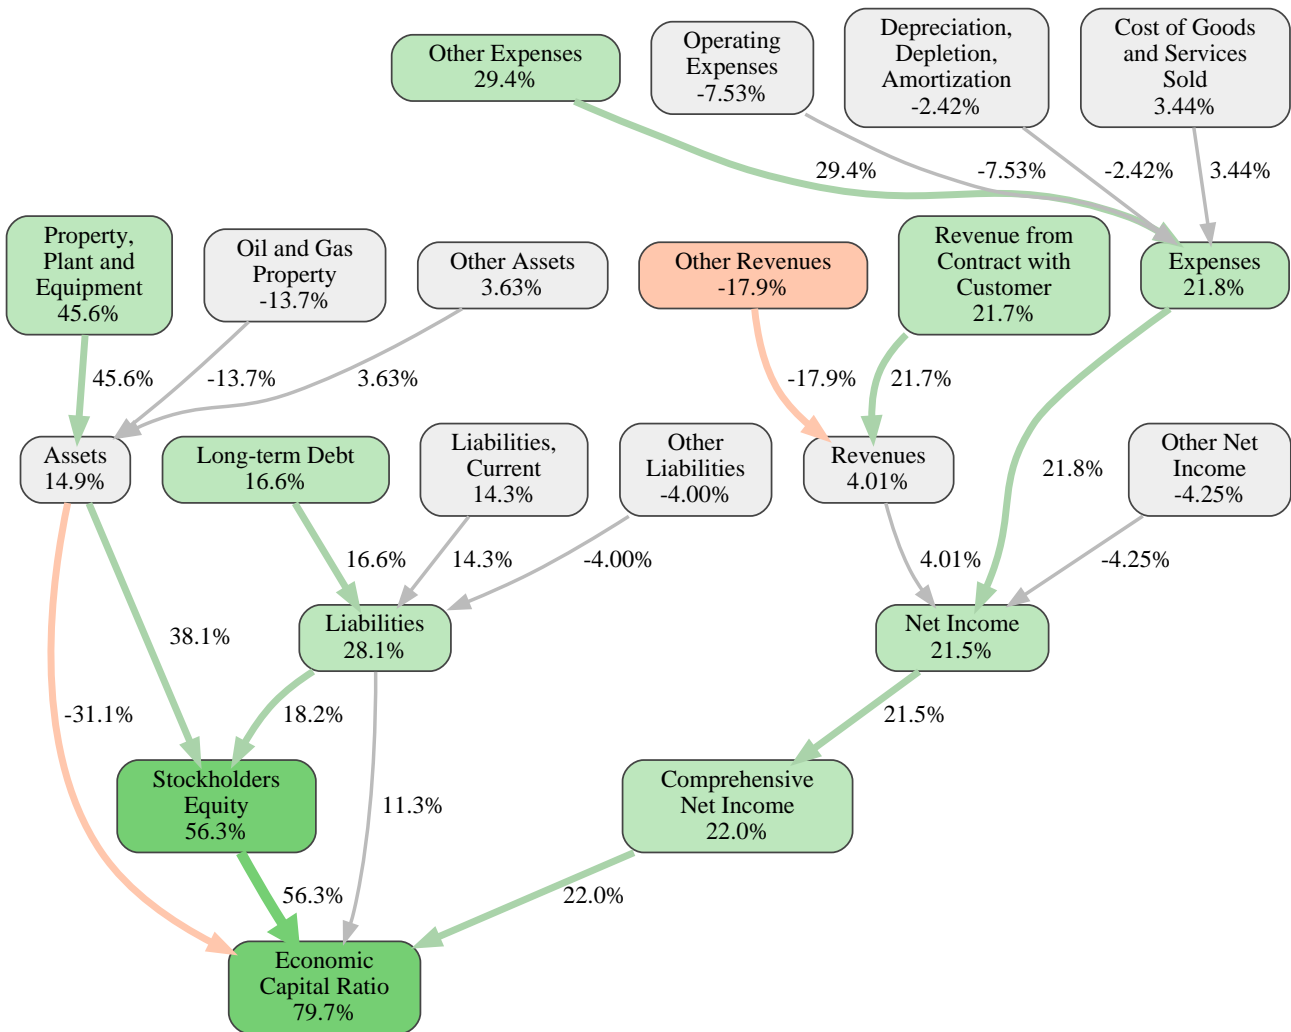 Other Expenses
29.4%
Operating
Expenses
-7.53%
Depreciation,
Depletion,
Amortization
-2.42%
Cost of Goods
and Services
Sold
3.44%
29.4%
-7.53%
-2.42%
3.44%
Property,
Plant and
Equipment
45.6%
Oil and Gas
Property
-13.7%
Other Assets
3.63%
Other Revenues
-17.9%
Revenue from
Contract with
Customer
21.7%
Expenses
21.8%
45.6%
-13.7%
3.63%
-17.9%
21.7%
Assets
14.9%
Long-term Debt
16.6%
Liabilities,
Current
14.3%
Other
Liabilities
-4.00%
Revenues
4.01%
21.8%
Other Net
Income
-4.25%
16.6%
14.3%
-4.00%
4.01%
-4.25%
38.1%
Liabilities
28.1%
Net Income
21.5%
-31.1%
18.2%
21.5%
Stockholders
Equity
56.3%
11.3%
Comprehensive
Net Income
22.0%
56.3%
22.0%
Economic
Capital Ratio
79.7%